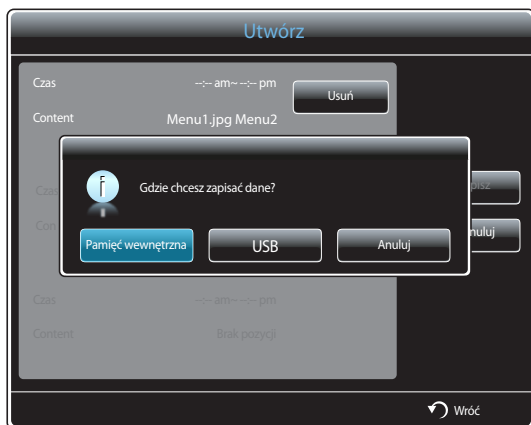 Utwórz
Czas --:-- am~ --:-- pm
Usuń
Content Menu1.jpg Menu2
Gdzie chcesz zapisać dane?
Pamięć wewnętrzna USB Anuluj
Czas --:-- am~ --:-- pm
Content Brak pozycji
Wróć